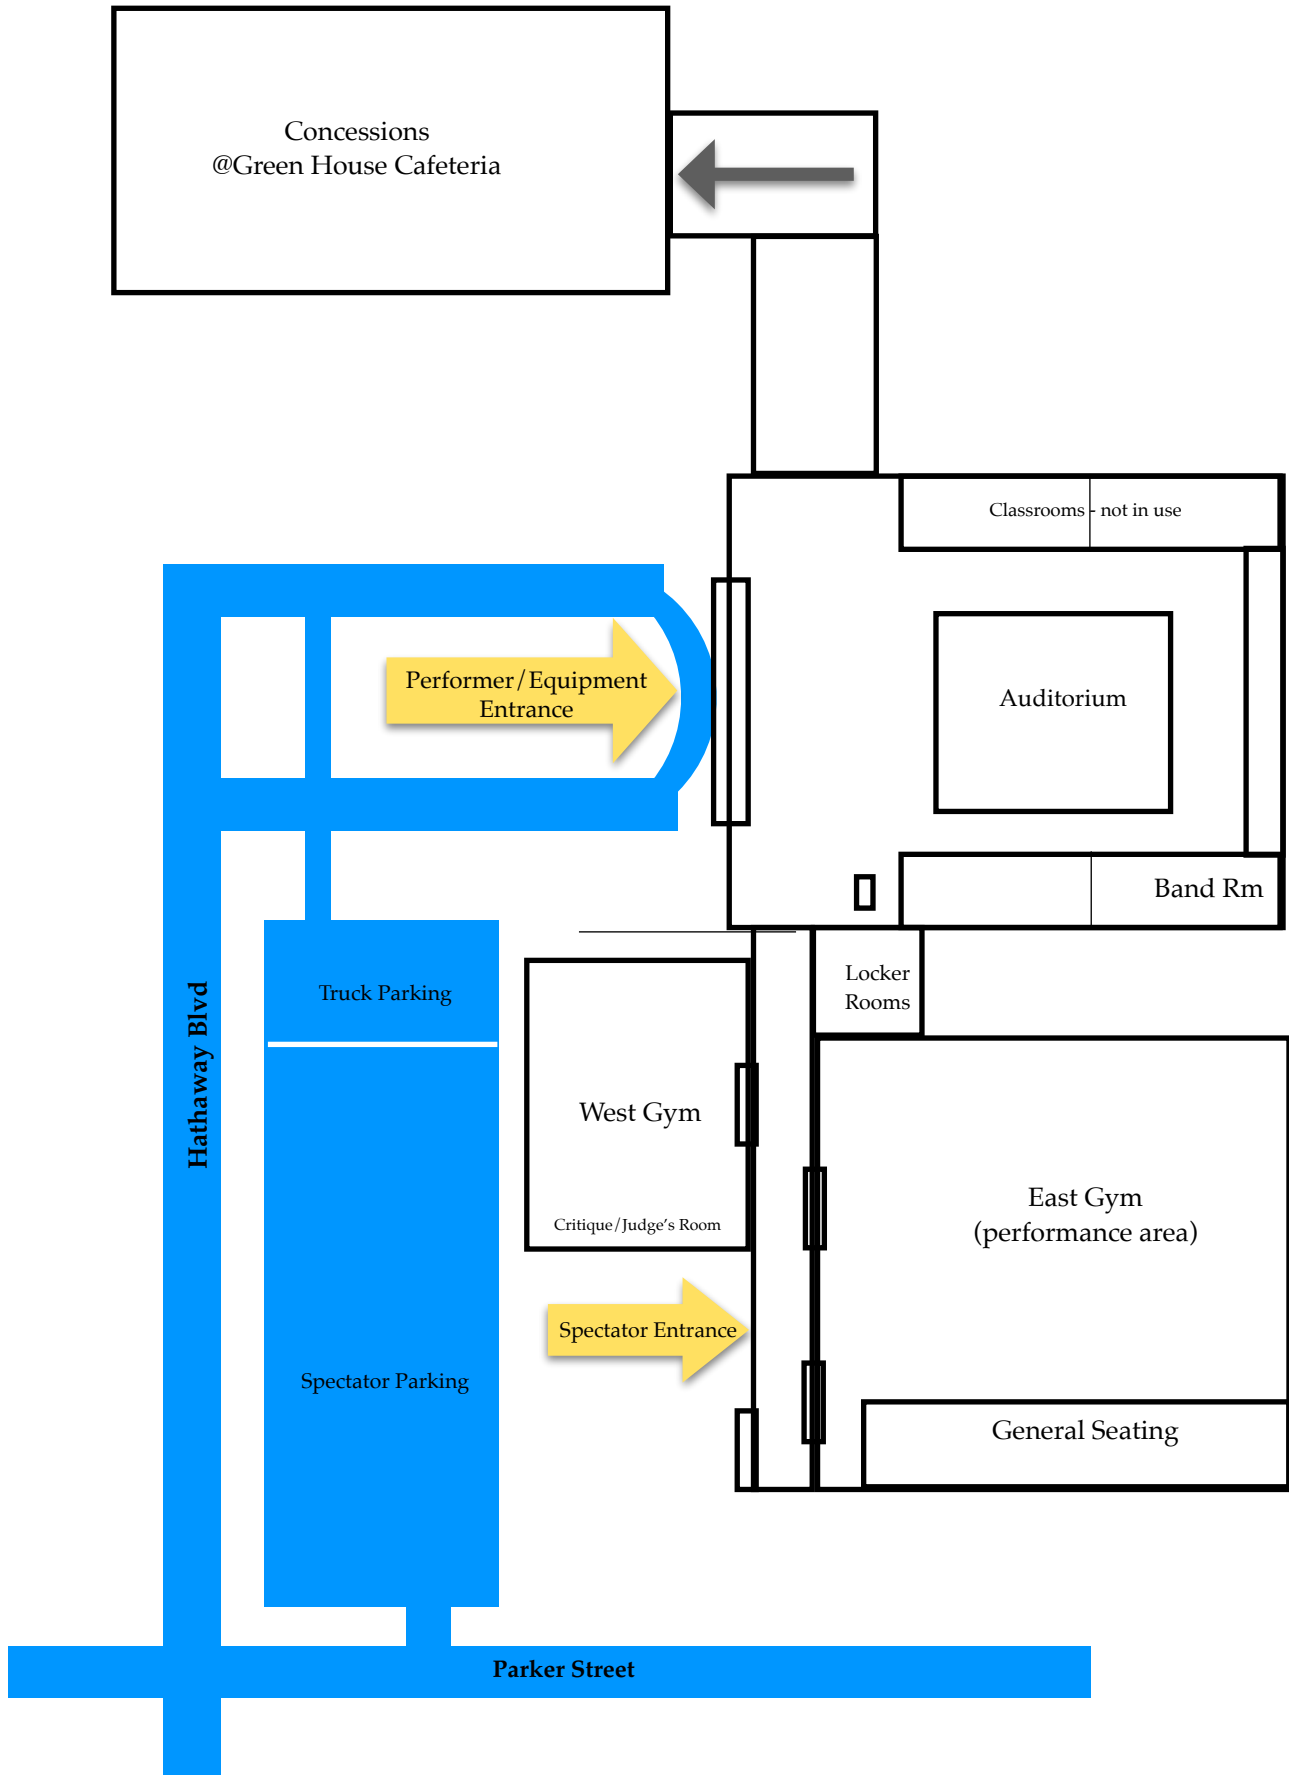 Concessions
@Green House Cafeteria
Classrooms - not in use
Performer/Equipment
Entrance
Auditorium
Band Rm
Locker
Rooms
Truck Parking
Hathaway Blvd
West Gym
East Gym
(performance area)
Critique/Judge's Room
Spectator Entrance
Spectator Parking
General Seating
Parker Street